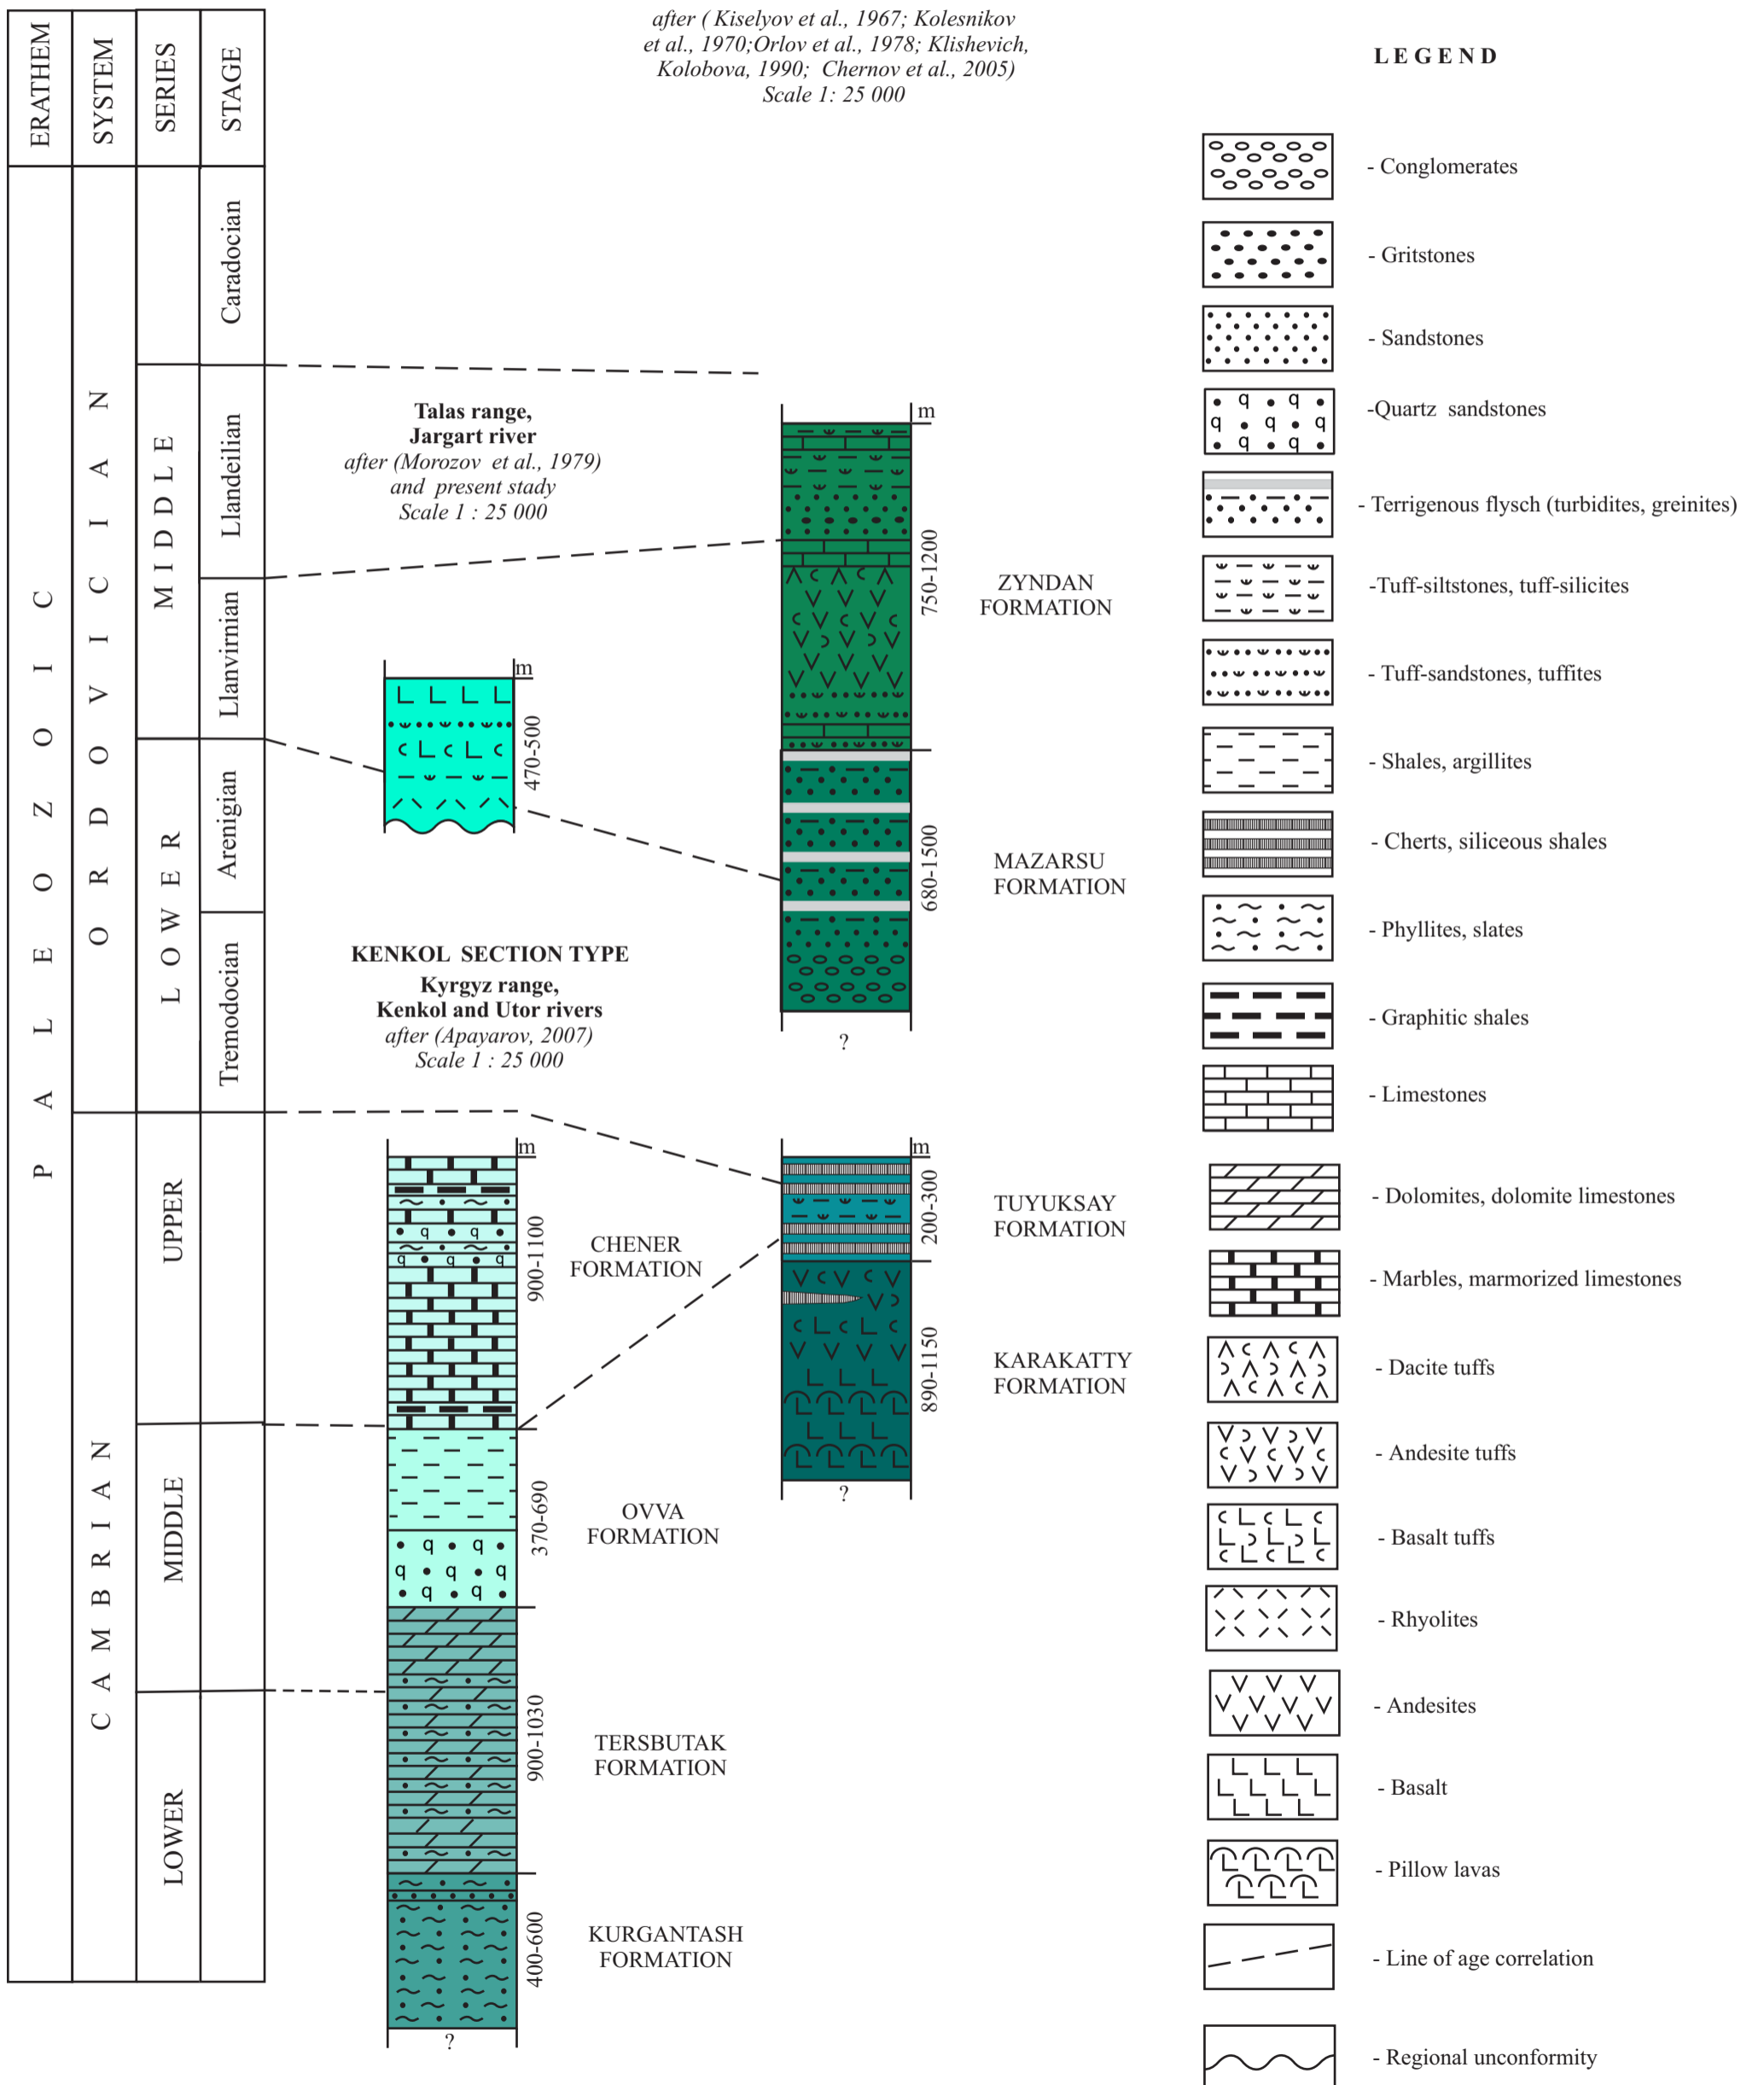 ERATHEM
SYSTEM
SERIES
STAGE
PALEOZOIC
ORDOVICIAN
CAMBRIAN
MIDDLE
LOWER
UPPER
MIDDLE
LOWER
Caradocian
Llandeilian
Llanvirnian
Arenigian
Tremodocian
after ( Kiselyov et al., 1967; Kolesnikov
et al., 1970;Orlov et al., 1978; Klishevich,
Kolobova, 1990; Chernov et al., 2005)
Scale 1: 25 000
Talas range,
Jargart river
after (Morozov et al., 1979)
and present stady
Scale 1 : 25 000
m
470-500
KENKOL SECTION TYPE
Kyrgyz range,
Kenkol and Utor rivers
after (Apayarov, 2007)
Scale 1 : 25 000
m
900-1100
CHENER
FORMATION
370-690
OVVA
FORMATION
900-1030
TERSBUTAK
FORMATION
400-600
KURGANTASH
FORMATION
?
m
750-1200
ZYNDAN
FORMATION
680-1500
MAZARSU
FORMATION
?
m
200-300
TUYUKSAY
FORMATION
890-1150
KARAKATTY
FORMATION
?
LEGEND
- Conglomerates
- Gritstones
- Sandstones
-Quartz sandstones
- Terrigenous flysch (turbidites, greinites)
-Tuff-siltstones, tuff-silicites
- Tuff-sandstones, tuffites
- Shales, argillites
- Cherts, siliceous shales
- Phyllites, slates
- Graphitic shales
- Limestones
- Dolomites, dolomite limestones
- Marbles, marmorized limestones
- Dacite tuffs
- Andesite tuffs
- Basalt tuffs
- Rhyolites
- Andesites
- Basalt
- Pillow lavas
- Line of age correlation
- Regional unconformity